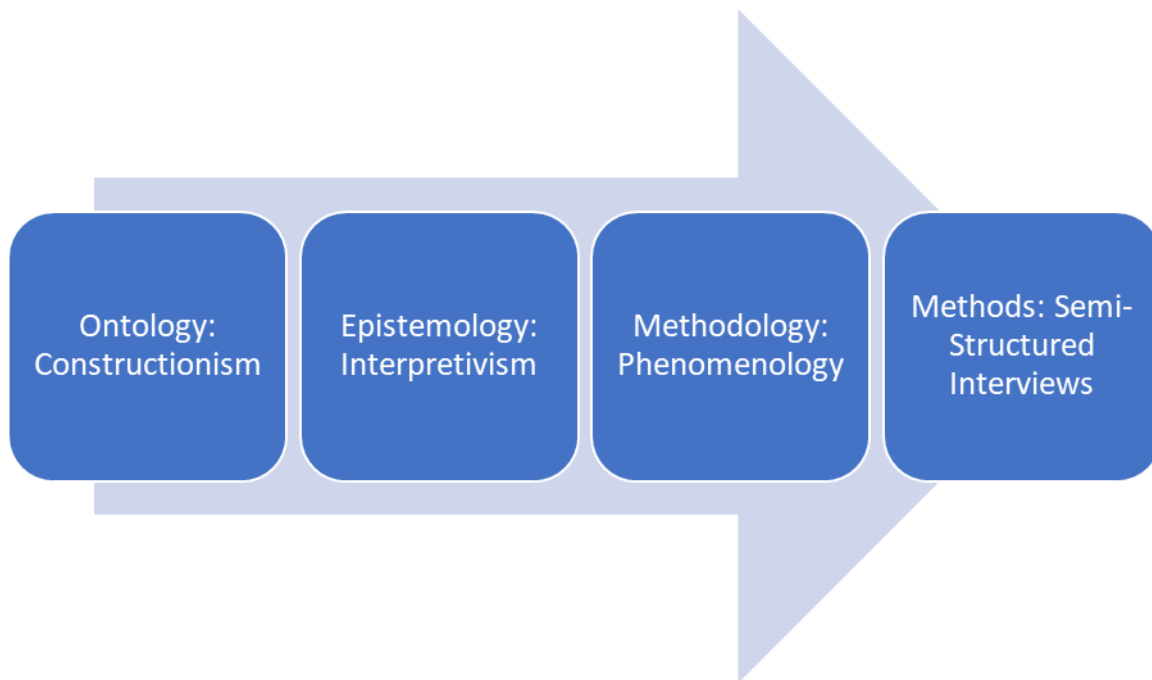 Ontology:
Constructionism
Epistemology:
Interpretivism
Methodology:
Phenomenology
Methods: Semi-
Structured
Interviews